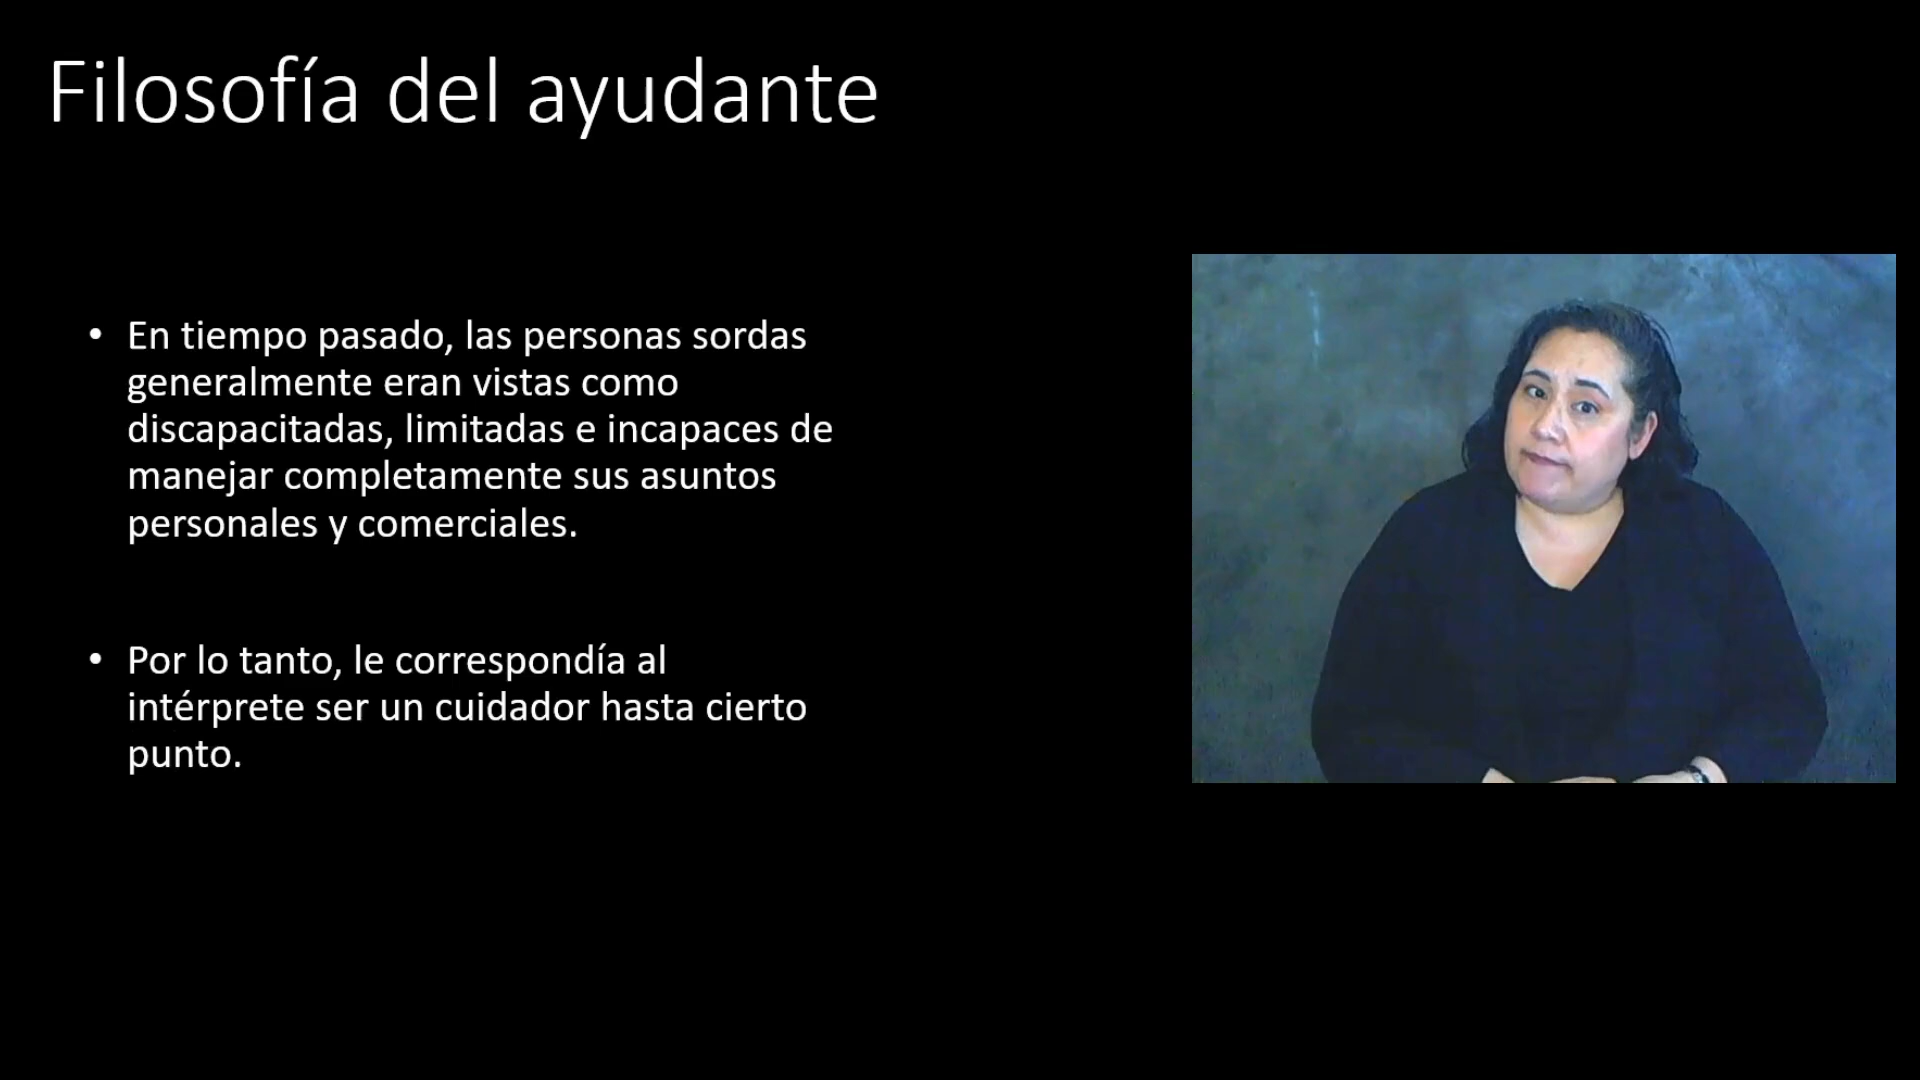 Filosofía del ayudante
• En tiempo pasado, las personas sordas
generalmente eran vistas como
discapacitadas, limitadas e incapaces de
manejar completamente sus asuntos
personales y comerciales.
• Por lo tanto, le correspondía al
intérprete ser un cuidador hasta cierto
punto.